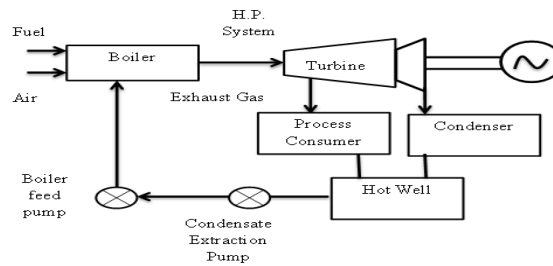 H.P.
System
Fuel
Boiler
Turbine
Air
Exhaust Gas
Process
Consumer
Condenser
Boiler
feed
pump
Hot Well
Condensate
Extraction
Pump